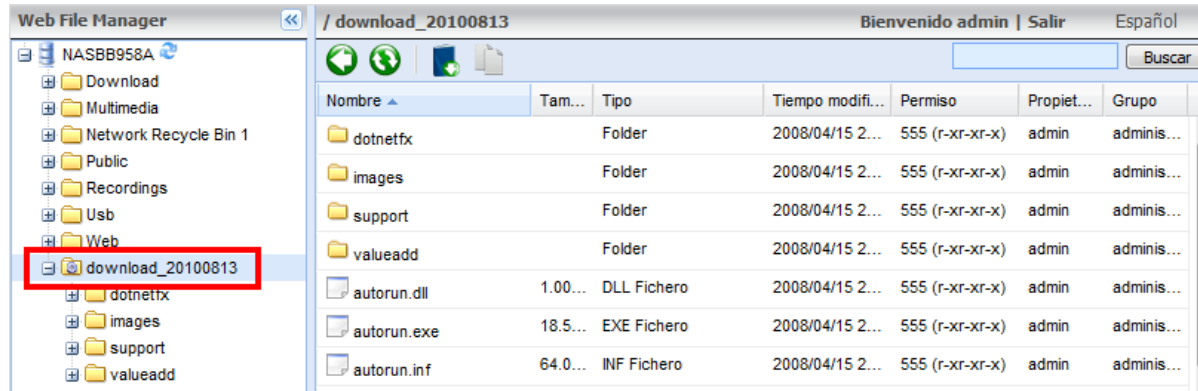 Web File Manager
NASBB958A
Download
Multimedia
Network Recycle Bin 1
Public
Recordings
Usb
Web
download_20100813
dotnetfx
images
support
valueadd
/ download_20100813 Bienvenido admin | Salir Español
Buscar
Nombre Tam... Tipo Tiempo modifi... Permiso Propiet... Grupo
dotnetfx Folder 2008/04/15 2... 555 (r-xr-xr-x) admin adminis...
images Folder 2008/04/15 2... 555 (r-xr-xr-x) admin adminis...
support Folder 2008/04/15 2... 555 (r-xr-xr-x) admin adminis...
valueadd Folder 2008/04/15 2... 555 (r-xr-xr-x) admin adminis...
autorun.dll 1.00... DLL Fichero 2008/04/15 2... 555 (r-xr-xr-x) admin adminis...
autorun.exe 18.5... EXE Fichero 2008/04/15 2... 555 (r-xr-xr-x) admin adminis...
autorun.inf 64.0... INF Fichero 2008/04/15 2... 555 (r-xr-xr-x) admin adminis...